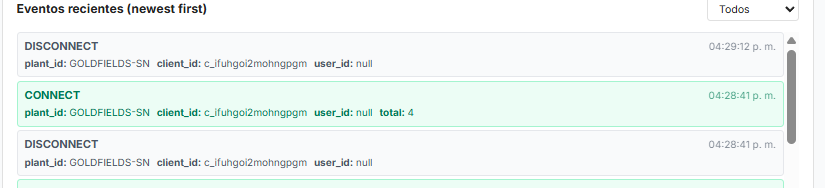 Eventos recientes (newest first)
Todos
DISCONNECT
04:29:12 p. m.
plant_id: GOLDFIELDS-SN client_id: c_ifuhgoi2mohngpgm user_id: null
CONNECT
04:28:41 p. m.
plant_id: GOLDFIELDS-SN client_id: c_ifuhgoi2mohngpgm user_id: null total: 4
DISCONNECT
04:28:41 p. m.
plant_id: GOLDFIELDS-SN client_id: c_ifuhgoi2mohngpgm user_id: null